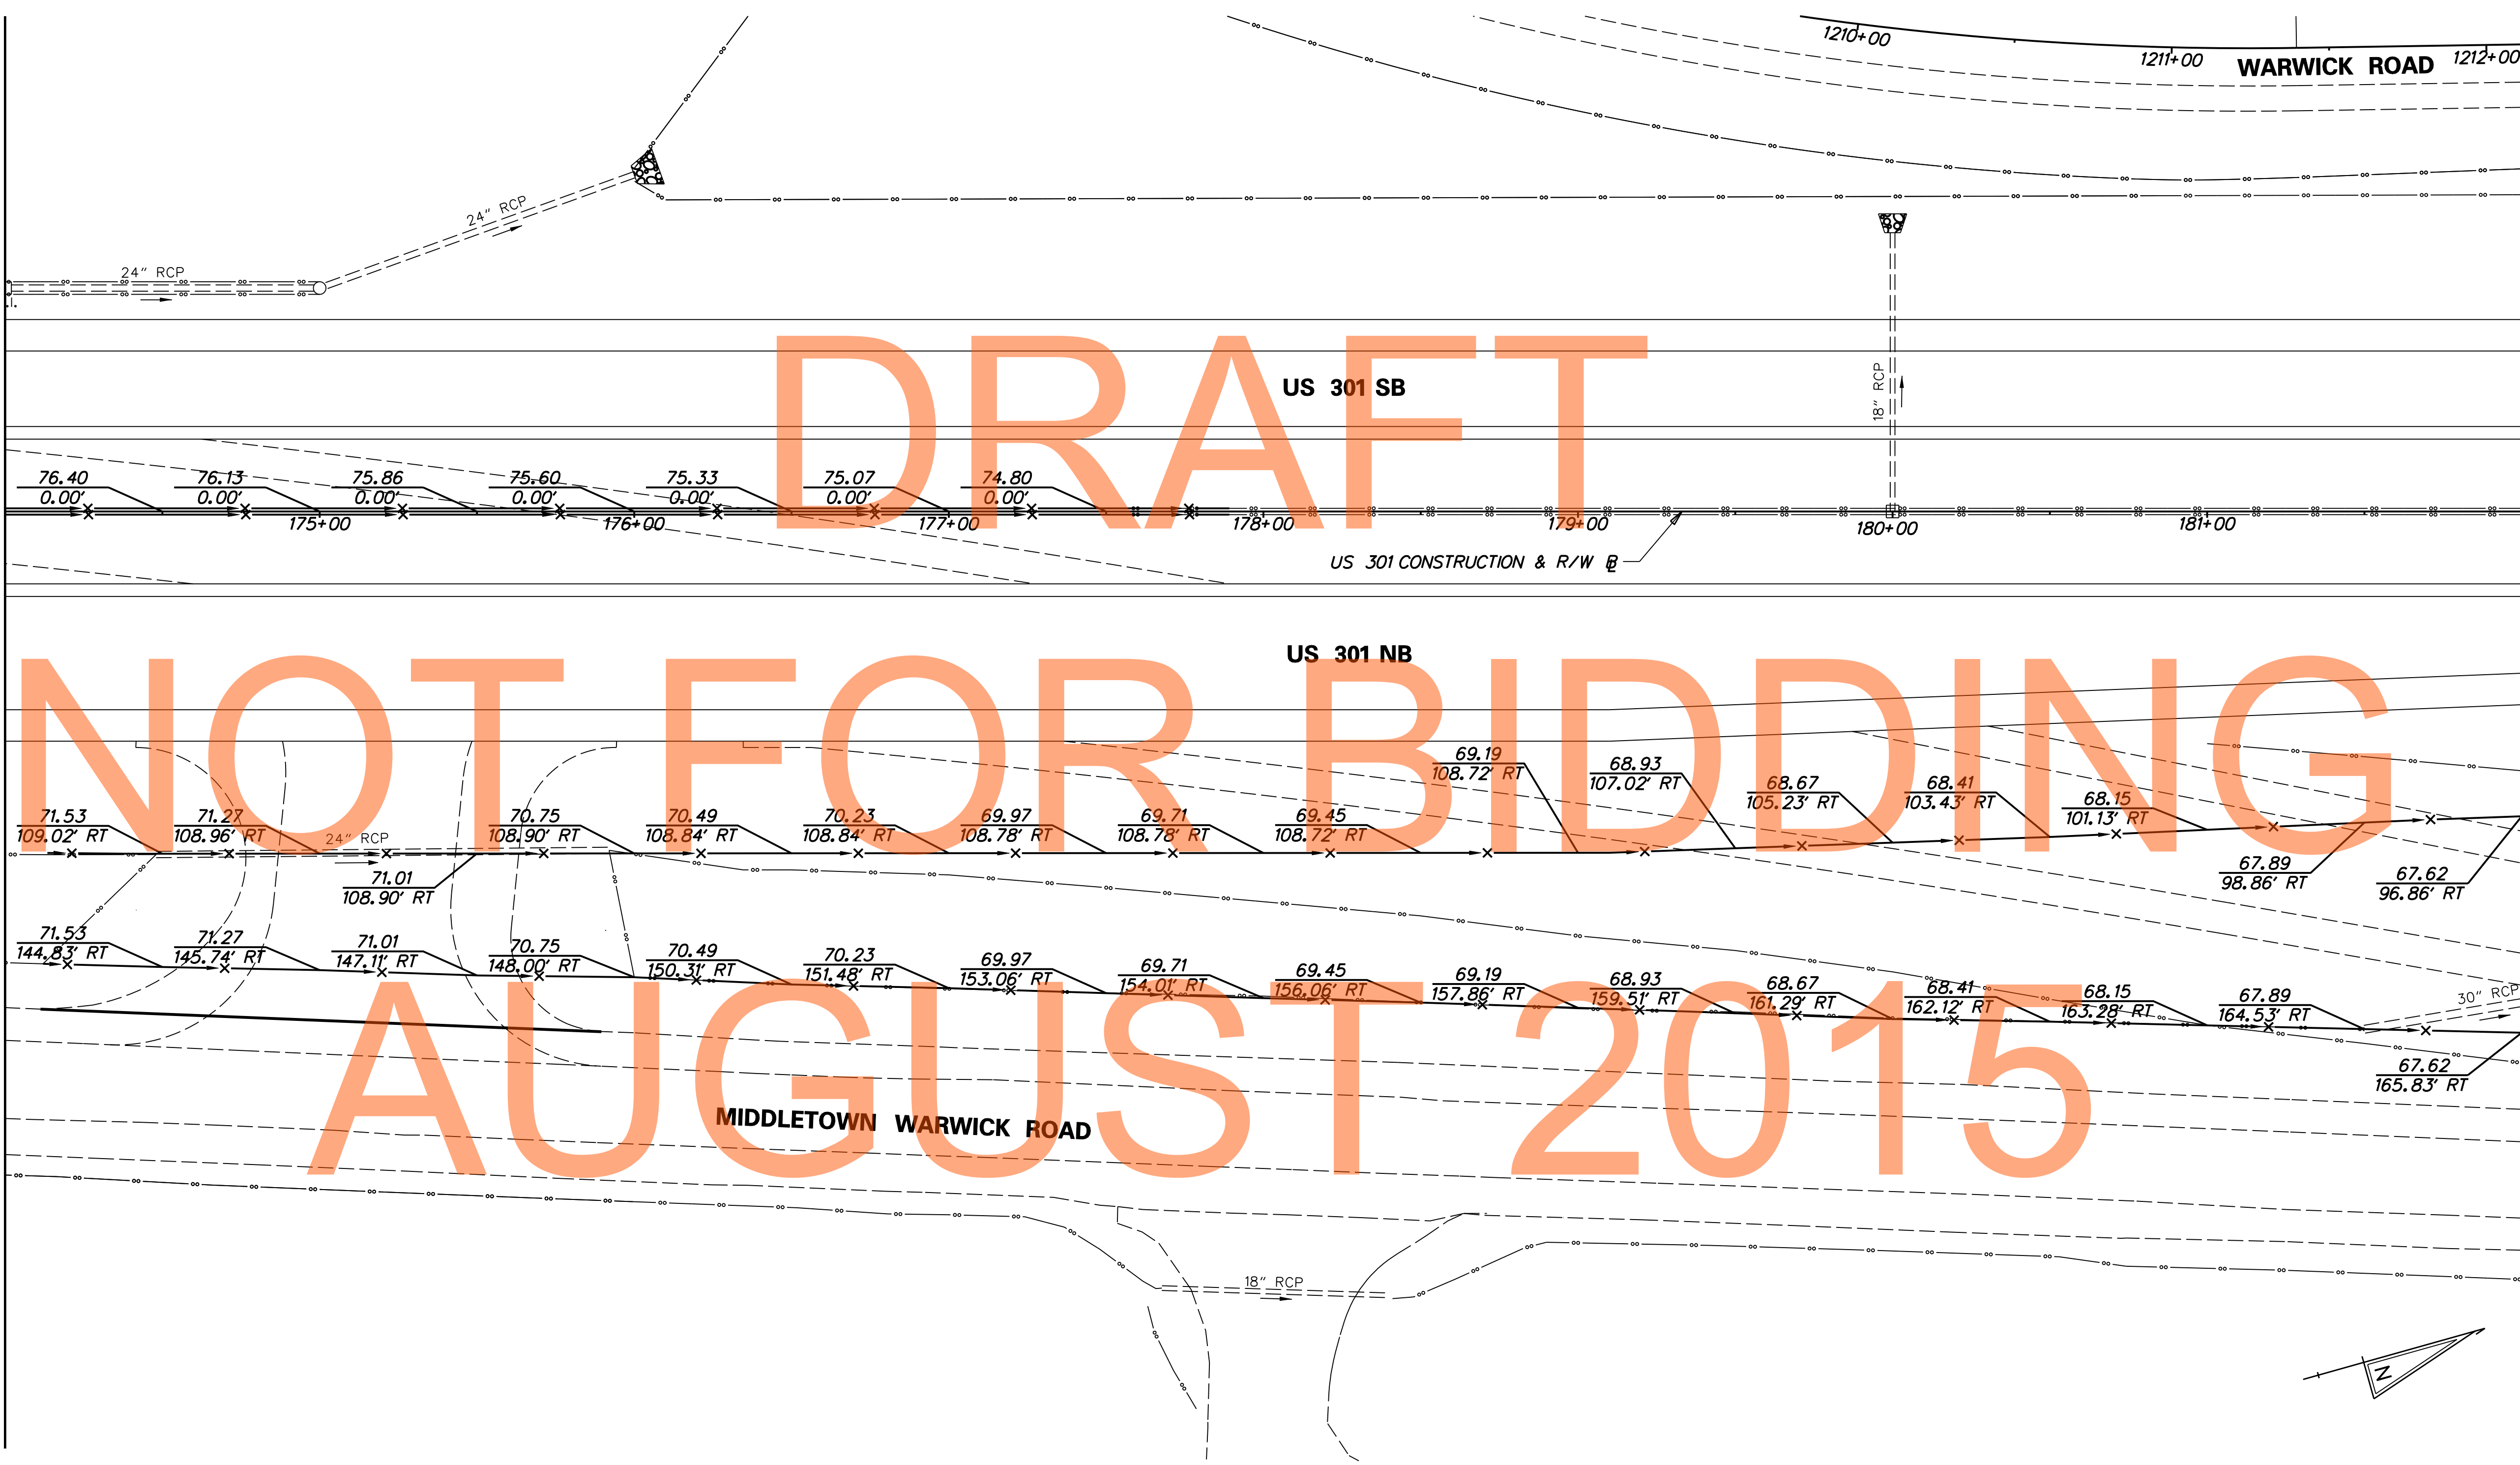 1210+00
1211+00
WARWICK ROAD
1212+00
24" RCP
24" RCP
18" RCP
DRAFT
US 301 SB
76.40
0.00'
76.13
0.00'
75.86
0.00'
75.60
0.00'
75.33
0.00'
75.07
0.00'
74.80
0.00'
175+00
176+00
177+00
178+00
179+00
180+00
181+00
US 301 CONSTRUCTION & R/W BL
US 301 NB
NOT FOR BIDDING
71.53
109.02' RT
71.27
108.96' RT
24" RCP
71.01
108.90' RT
70.75
108.90' RT
70.49
108.84' RT
70.23
108.84' RT
69.97
108.78' RT
69.71
108.78' RT
69.45
108.72' RT
69.19
108.72' RT
68.93
107.02' RT
68.67
105.23' RT
68.41
103.43' RT
68.15
101.13' RT
67.89
98.86' RT
67.62
96.86' RT
71.53
144.83' RT
71.27
145.74' RT
71.01
147.11' RT
70.75
148.00' RT
70.49
150.31' RT
70.23
151.48' RT
69.97
153.06' RT
69.71
154.01' RT
69.45
156.06' RT
69.19
157.86' RT
68.93
159.51' RT
68.67
161.29' RT
68.41
162.12' RT
68.15
163.28' RT
67.89
164.53' RT
30" RCP
67.62
165.83' RT
AUGUST 2015
MIDDLETOWN WARWICK ROAD
18" RCP
N